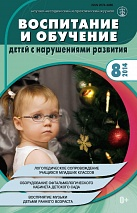 ВОСПИТАНИЕ И ОБУЧЕНИЕ
ДЕТЕЙ С НАРУШЕНИЯМИ РАЗВИТИЯ
8
2014
ЛОГОПЕДИЧЕСКОЕ СОПРОВОЖДЕНИЕ
УЧАЩИХСЯ МЛАДШИХ КЛАССОВ
ОБОРУДОВАНИЕ ОФТАЛЬМОЛОГИЧЕСКОГО
КАБИНЕТА ДЕТСКОГО САДА
ВОСПРИЯТИЕ МУЗЫКИ
ДЕТЬМИ РАННЕГО ВОЗРАСТА